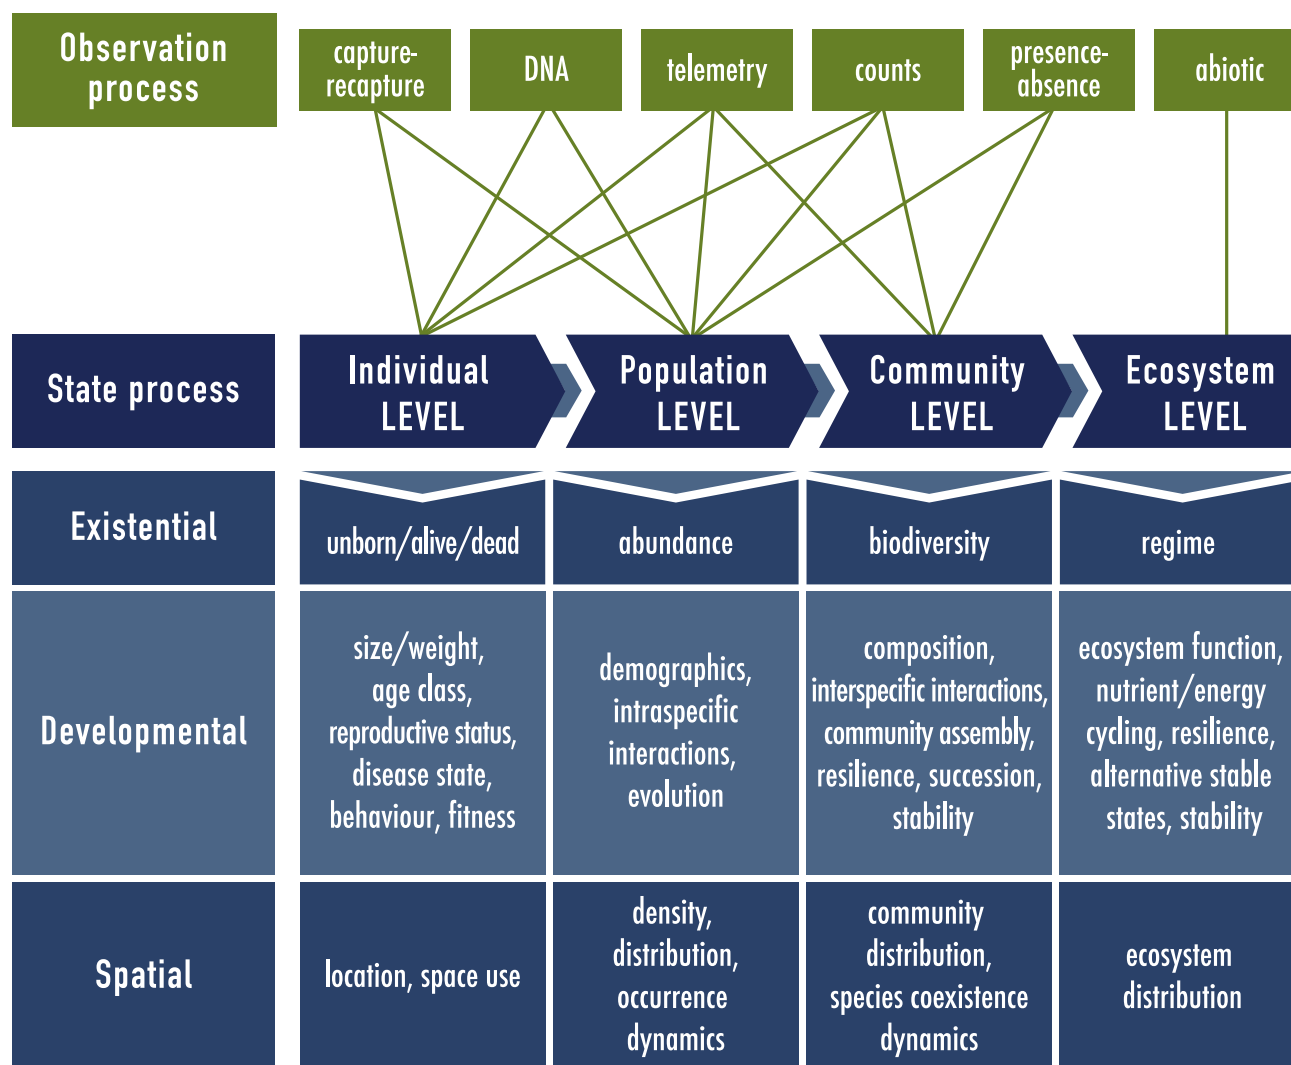 Observation
process
capture-
recapture
DNA
telemetry
counts
presence-
absence
abiotic
State process
Individual
LEVEL
Population
LEVEL
Community
LEVEL
Ecosystem
LEVEL
Existential
unborn/alive/dead
abundance
biodiversity
regime
Developmental
size/weight,
age class,
reproductive status,
disease state,
behaviour, fitness
demographics,
intraspecific
interactions,
evolution
composition,
interspecific interactions,
community assembly,
resilience, succession,
stability
ecosystem function,
nutrient/energy
cycling, resilience,
alternative stable
states, stability
Spatial
location, space use
density,
distribution,
occurrence
dynamics
community
distribution,
species coexistence
dynamics
ecosystem
distribution